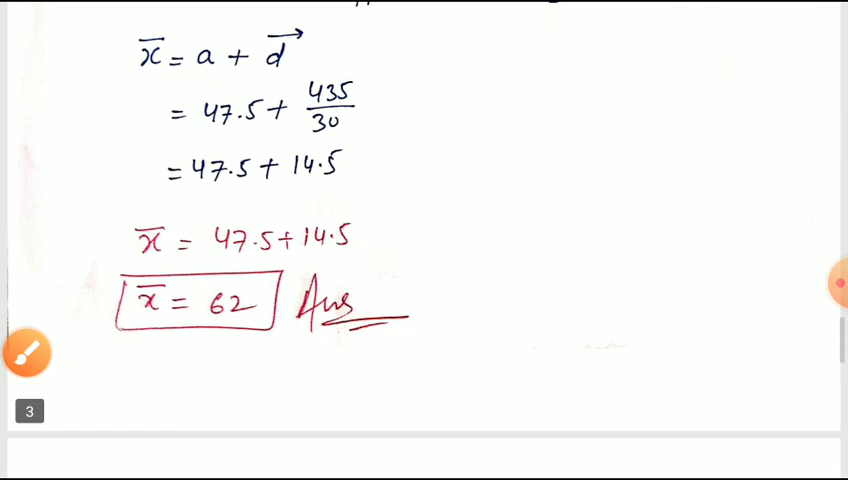 x̄ = a + d⃗
= 47.5 + 435/30
= 47.5 + 14.5
x̄ = 47.5 + 14.5
x̄ = 62 Ans
3